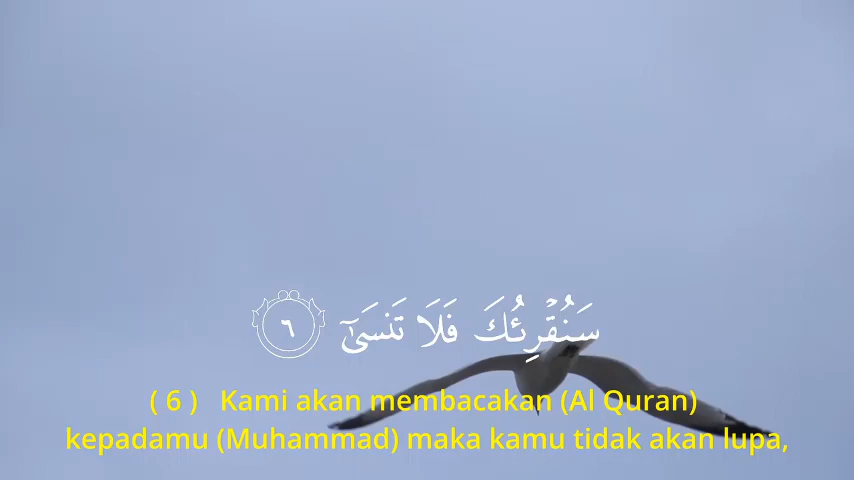 سَنُقۡرِئُكَ فَلَا تَنسَىٰٓ ٦
( 6 ) Kami akan membacakan (Al Quran)
kepadamu (Muhammad) maka kamu tidak akan lupa,